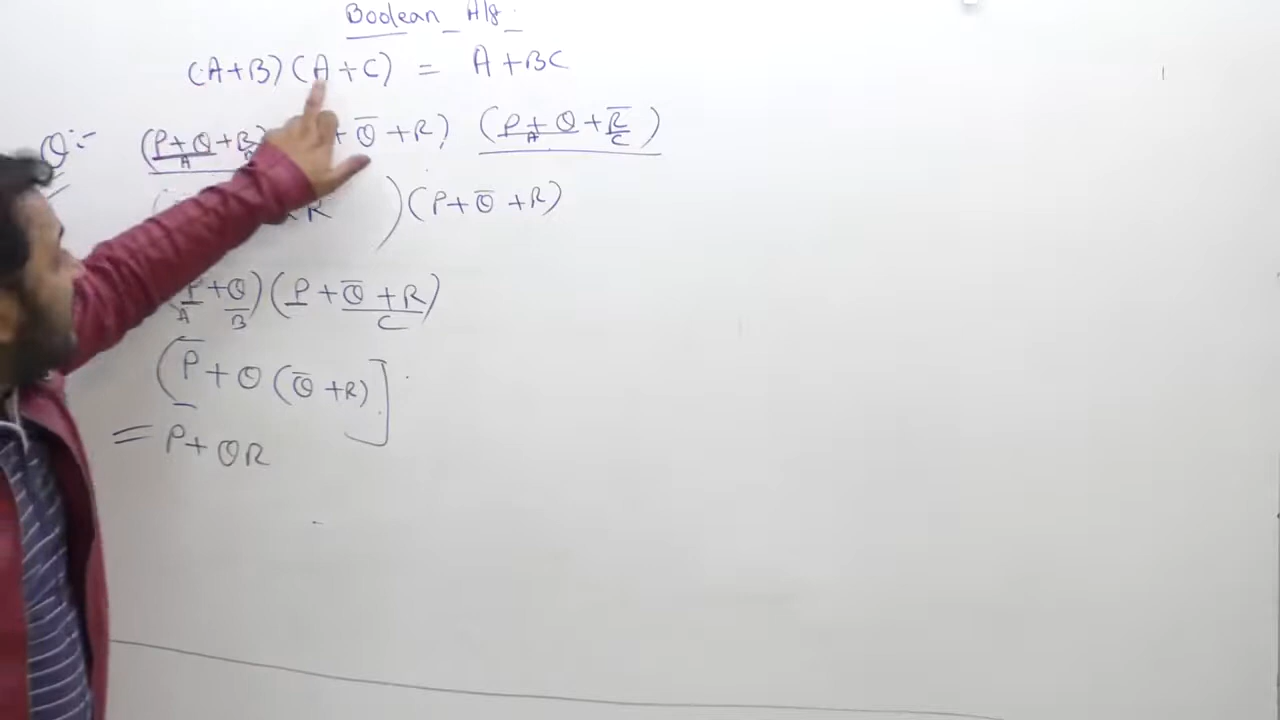 Boolean Alg.
(A+B) (A+C) = A+BC
Q:- (P+Q+R) + Q̅ +R) (P+Q+R̅)
A A C
R )(P+Q̅+R)
P+Q)(P+Q̅+R)
A B C
(P+Q(Q̅+R)]
= P+QR